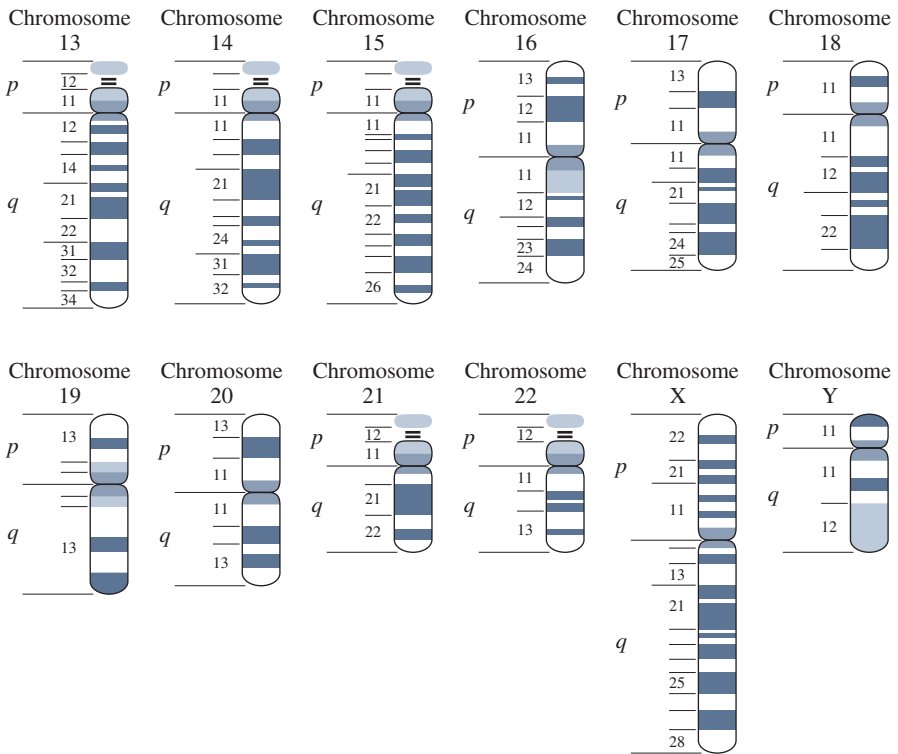 Chromosome 13
p
12
11
q
12
14
21
22
31
32
34
Chromosome 14
11
11
21
24
31
32
Chromosome 15
11
11
21
22
26
Chromosome 16
13
12
11
11
12
23
24
Chromosome 17
13
11
11
21
24
25
Chromosome 18
11
11
12
22
Chromosome 19
p
13
q
13
Chromosome 20
13
11
11
13
Chromosome 21
p
12
11
q
21
22
Chromosome 22
12
11
13
Chromosome X
p
22
21
11
q
13
21
25
28
Chromosome Y
p
11
q
11
12